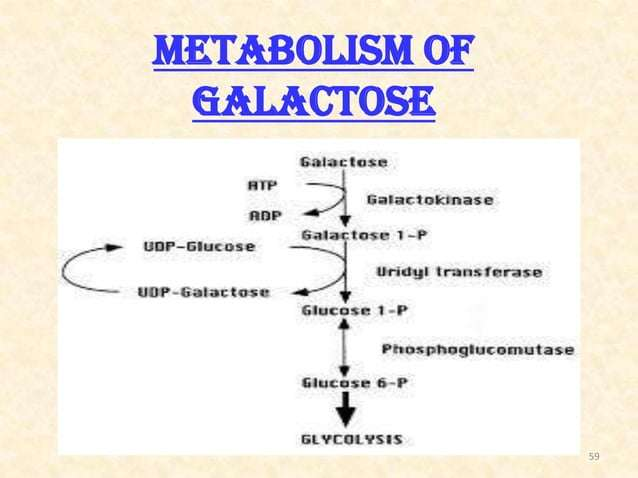 METABOLISM OF
GALACTOSE
Galactose
ATP
Galactokinase
ADP
Galactose 1-P
UDP-Glucose
Uridyl transferase
UDP-Galactose
Glucose 1-P
Phosphoglucomutase
Glucose 6-P
GLYCOLYSIS
59